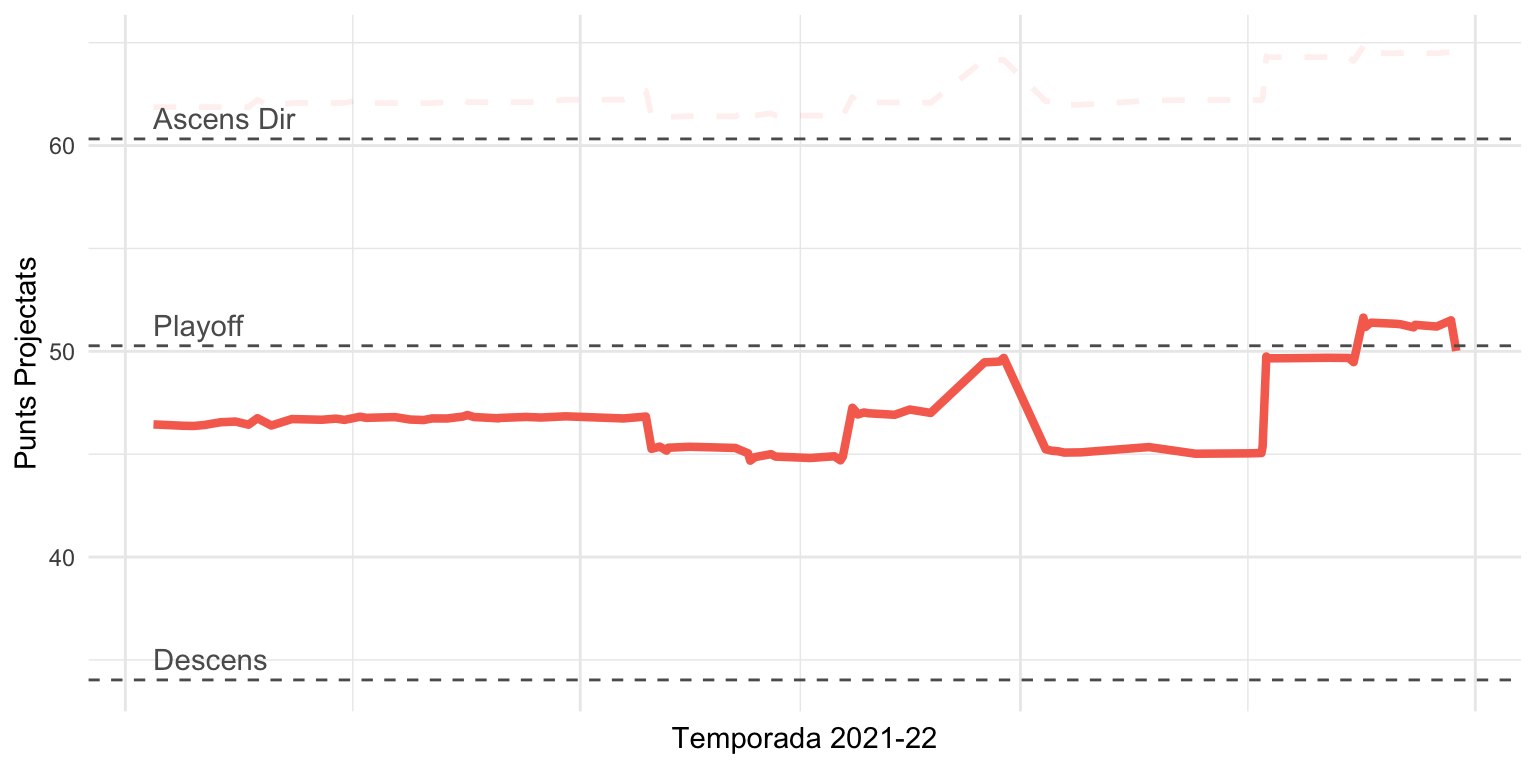 Ascens Dir
60
Playoff
50
Punts Projectats
40
Descens
Temporada 2021-22